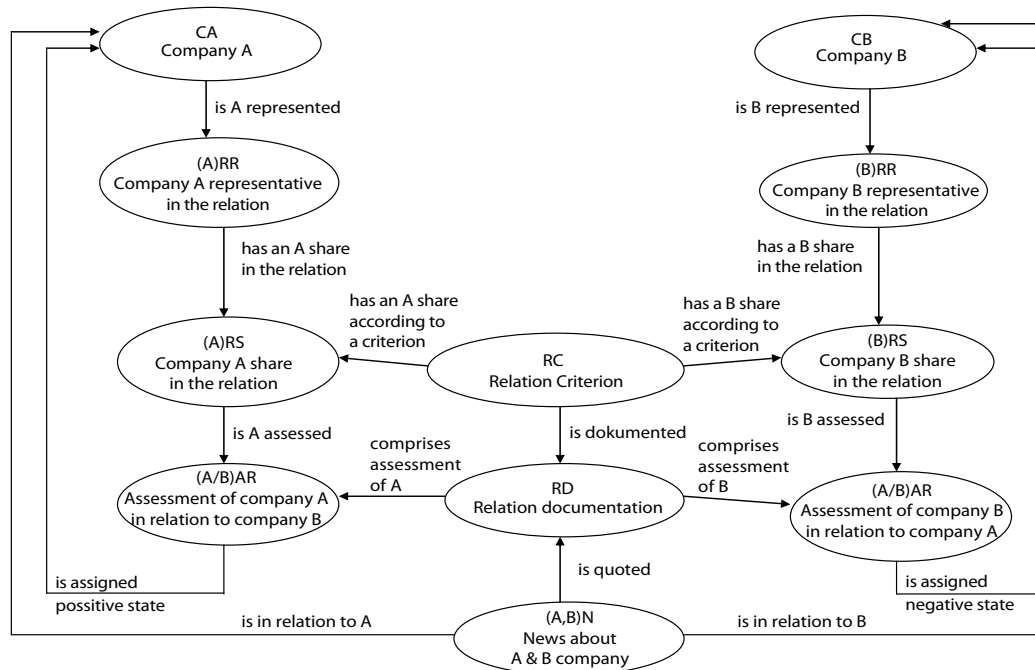 CA
Company A
CB
Company B
is A represented
is B represented
(A)RR
Company A representative
in the relation
(B)RR
Company B representative
in the relation
has an A share
in the relation
has a B share
in the relation
has an A share
according to
a criterion
has a B share
according to
a criterion
(A)RS
Company A share
in the relation
RC
Relation Criterion
(B)RS
Company B share
in the relation
is A assessed
is dokumented
is B assessed
comprises
assessment
of A
comprises
assessment
of B
(A/B)AR
Assessment of company A
in relation to company B
RD
Relation documentation
(A/B)AR
Assessment of company B
in relation to company A
is assigned
possitive state
is quoted
is assigned
negative state
is in relation to A
(A,B)N
News about
A & B company
is in relation to B